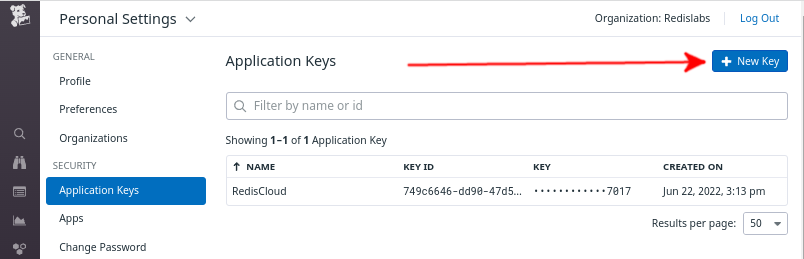 Personal Settings
Organization: Redislabs
Log Out
GENERAL
Profile
Preferences
Organizations
SECURITY
Application Keys
Apps
Change Password
Application Keys
+ New Key
Filter by name or id
Showing 1–1 of 1 Application Key
↑ NAME KEY ID KEY CREATED ON
RedisCloud 749c6646-dd90-47d5... ••••••••••••7017 Jun 22, 2022, 3:13 pm
Results per page: 50